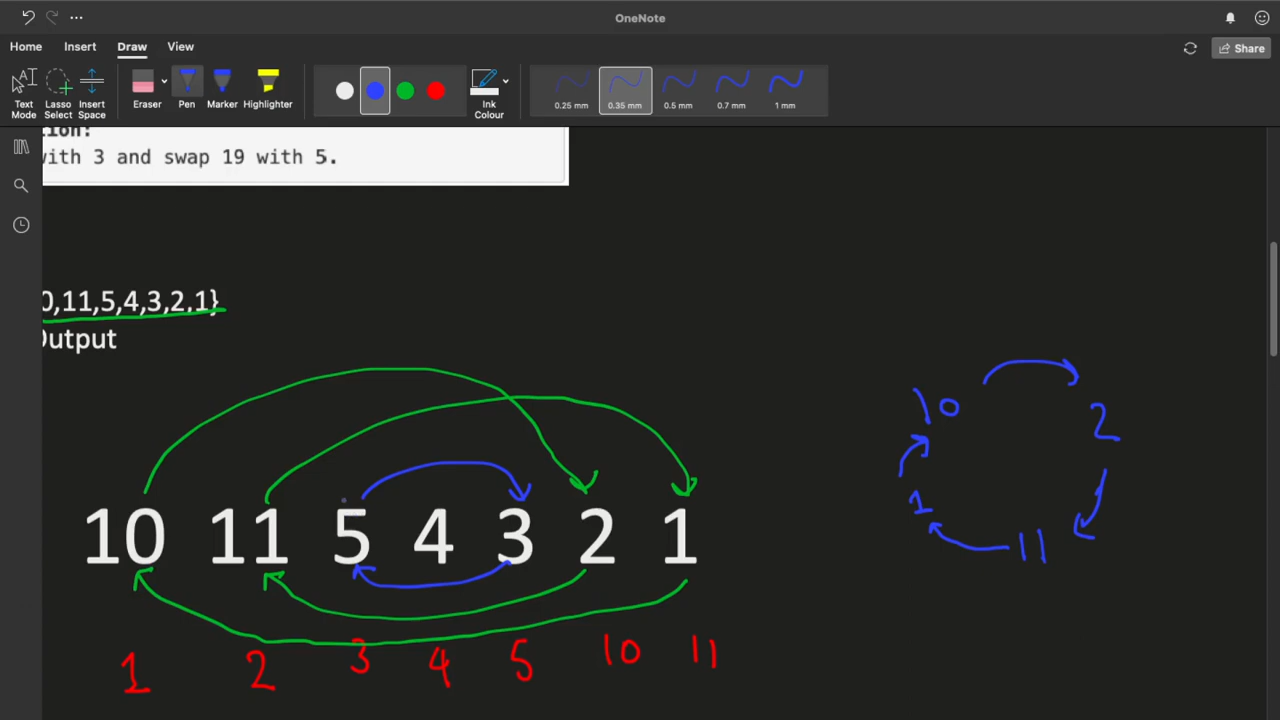 OneNote
Home Insert Draw View
Share
Text Mode
Lasso Select
Insert Space
Eraser
Pen
Marker
Highlighter
Ink Colour
0.25 mm
0.35 mm
0.5 mm
0.7 mm
1 mm
with 3 and swap 19 with 5.
0,11,5,4,3,2,1}
Output
10 11 5 4 3 2 1
1 2 3 4 5 10 11
10
2
11
1